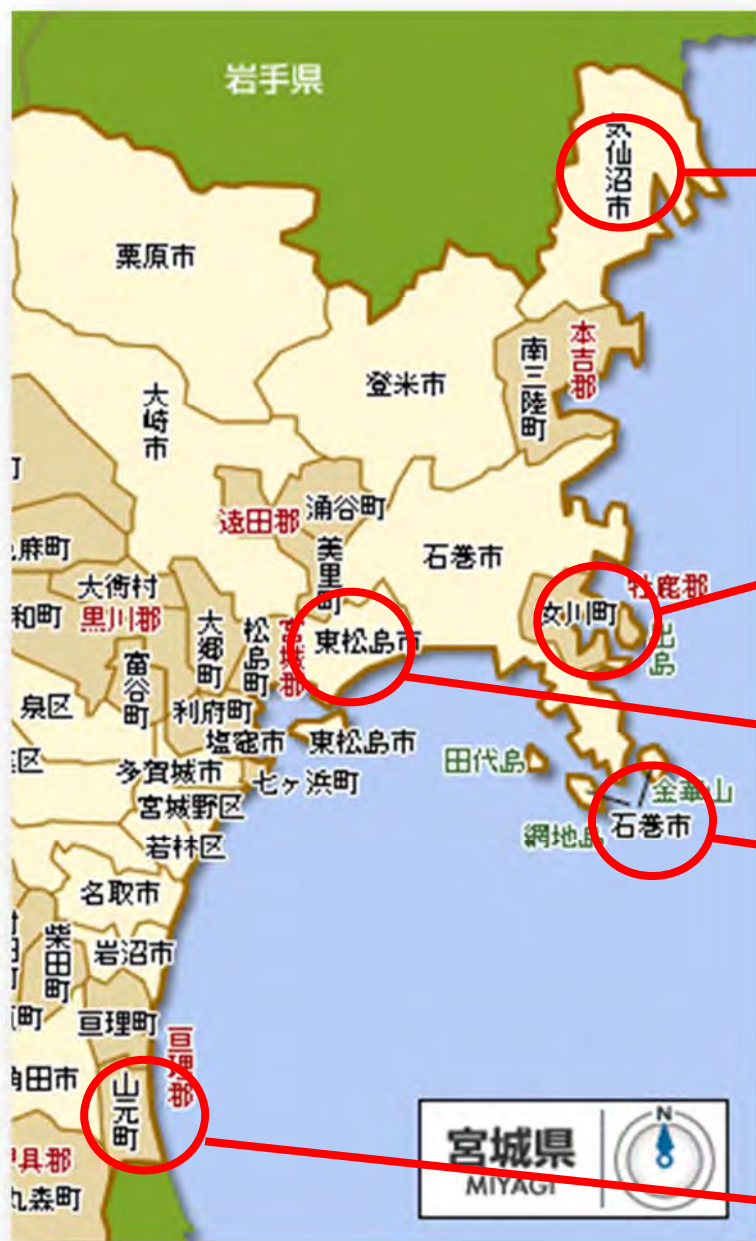 岩手県
気仙沼市
栗原市
本吉郡
南三陸町
登米市
大崎市
遠田郡
涌谷町
美里町
石巻市
麻町
大衡村
黒川郡
和町
大郷町
松島町
宮城郡
東松島市
女川町
牡鹿郡
出島
富谷町
泉区
利府町
塩竈市
東松島市
多賀城市
七ヶ浜町
田代島
金華山
宮城野区
石巻市
網地島
若林区
名取市
柴田町
岩沼市
亘理町
亘理郡
角田市
山元町
具郡
丸森町
宮城県
MIYAGI
N